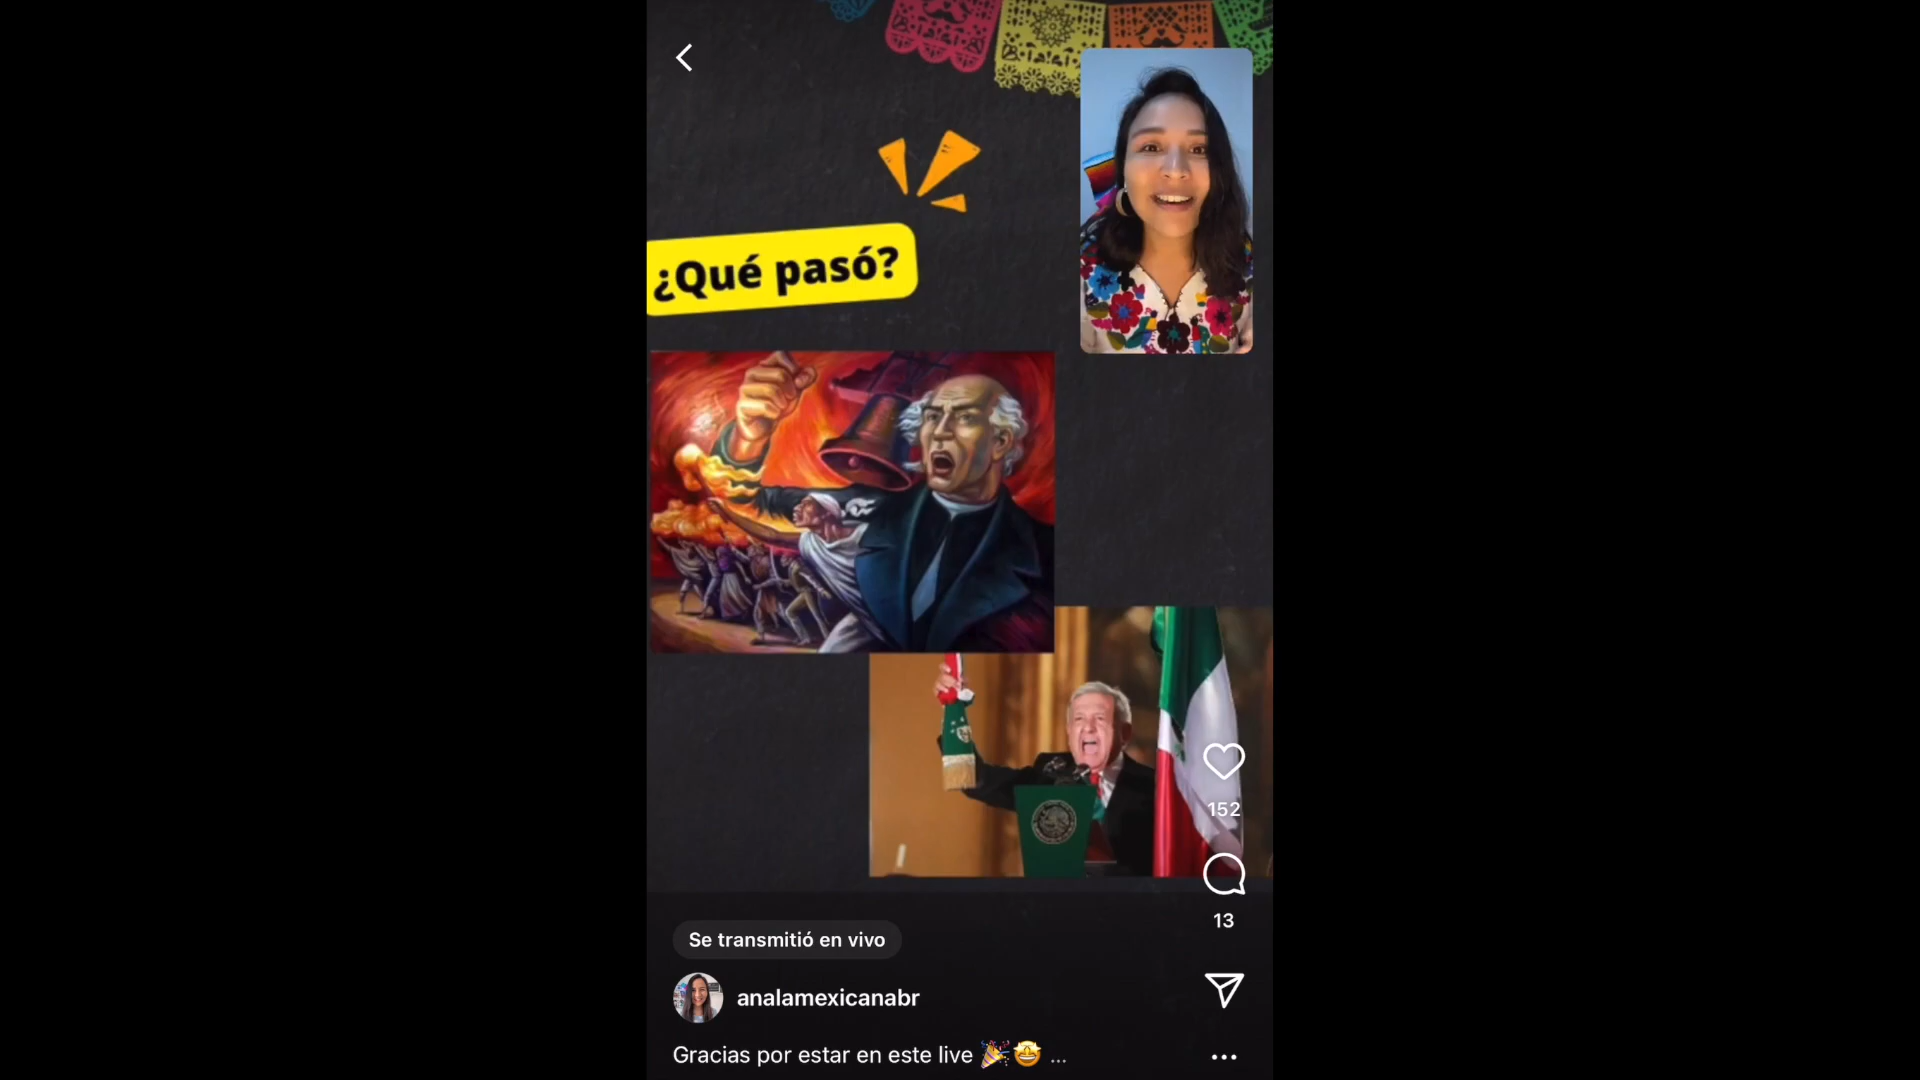 ¿Qué pasó?
152
13
Se transmitió en vivo
analamexicanabr
Gracias por estar en este live 🎉🤩 ...